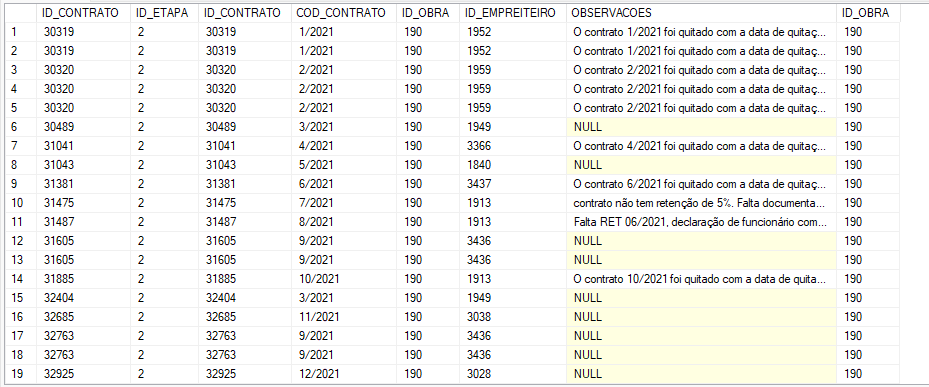 ID_CONTRATO ID_ETAPA ID_CONTRATO COD_CONTRATO ID_OBRA ID_EMPREITEIRO OBSERVACOES ID_OBRA
1 30319 2 30319 1/2021 190 1952 O contrato 1/2021 foi quitado com a data de quitaç... 190
2 30319 2 30319 1/2021 190 1952 O contrato 1/2021 foi quitado com a data de quitaç... 190
3 30320 2 30320 2/2021 190 1959 O contrato 2/2021 foi quitado com a data de quitaç... 190
4 30320 2 30320 2/2021 190 1959 O contrato 2/2021 foi quitado com a data de quitaç... 190
5 30320 2 30320 2/2021 190 1959 O contrato 2/2021 foi quitado com a data de quitaç... 190
6 30489 2 30489 3/2021 190 1949 NULL 190
7 31041 2 31041 4/2021 190 3366 O contrato 4/2021 foi quitado com a data de quitaç... 190
8 31043 2 31043 5/2021 190 1840 NULL 190
9 31381 2 31381 6/2021 190 3437 O contrato 6/2021 foi quitado com a data de quitaç... 190
10 31475 2 31475 7/2021 190 1913 contrato não tem retenção de 5%. Falta documenta... 190
11 31487 2 31487 8/2021 190 1913 Falta RET 06/2021, declaração de funcionário com... 190
12 31605 2 31605 9/2021 190 3436 NULL 190
13 31605 2 31605 9/2021 190 3436 NULL 190
14 31885 2 31885 10/2021 190 1913 O contrato 10/2021 foi quitado com a data de quita... 190
15 32404 2 32404 3/2021 190 1949 NULL 190
16 32685 2 32685 11/2021 190 3038 NULL 190
17 32763 2 32763 9/2021 190 3436 NULL 190
18 32763 2 32763 9/2021 190 3436 NULL 190
19 32925 2 32925 12/2021 190 3028 NULL 190